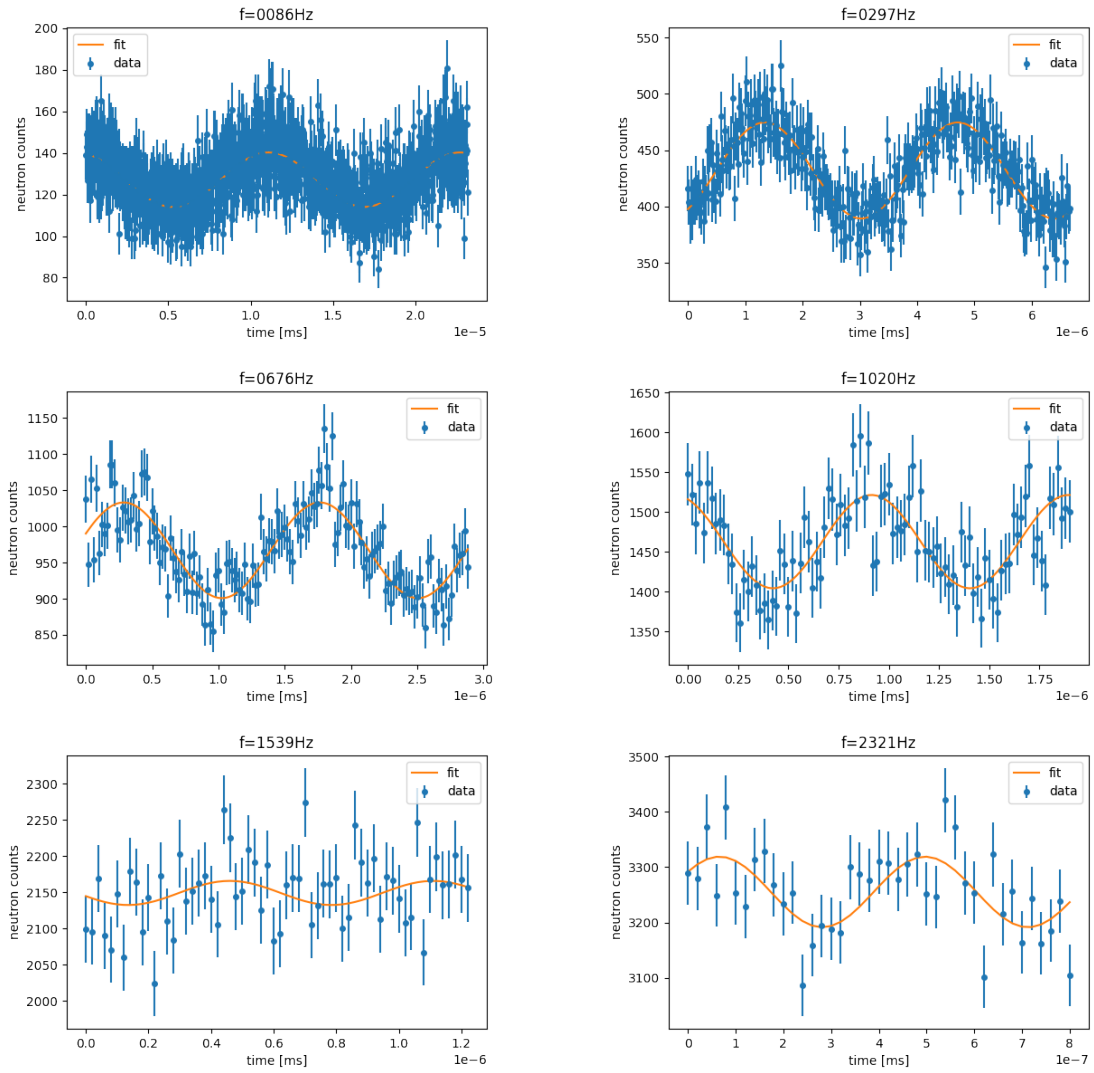 f=0086Hz
neutron counts
200
180
160
140
120
100
80
fit
data
0.0 0.5 1.0 1.5 2.0
1e−5
time [ms]
f=0297Hz
neutron counts
550
500
450
400
350
fit
data
0 1 2 3 4 5 6
1e−6
time [ms]
f=0676Hz
neutron counts
1150
1100
1050
1000
950
900
850
fit
data
0.0 0.5 1.0 1.5 2.0 2.5 3.0
1e−6
time [ms]
f=1020Hz
neutron counts
1650
1600
1550
1500
1450
1400
1350
fit
data
0.00 0.25 0.50 0.75 1.00 1.25 1.50 1.75
1e−6
time [ms]
f=1539Hz
neutron counts
2300
2250
2200
2150
2100
2050
2000
fit
data
0.0 0.2 0.4 0.6 0.8 1.0 1.2
1e−6
time [ms]
f=2321Hz
neutron counts
3500
3400
3300
3200
3100
fit
data
0 1 2 3 4 5 6 7 8
1e−7
time [ms]